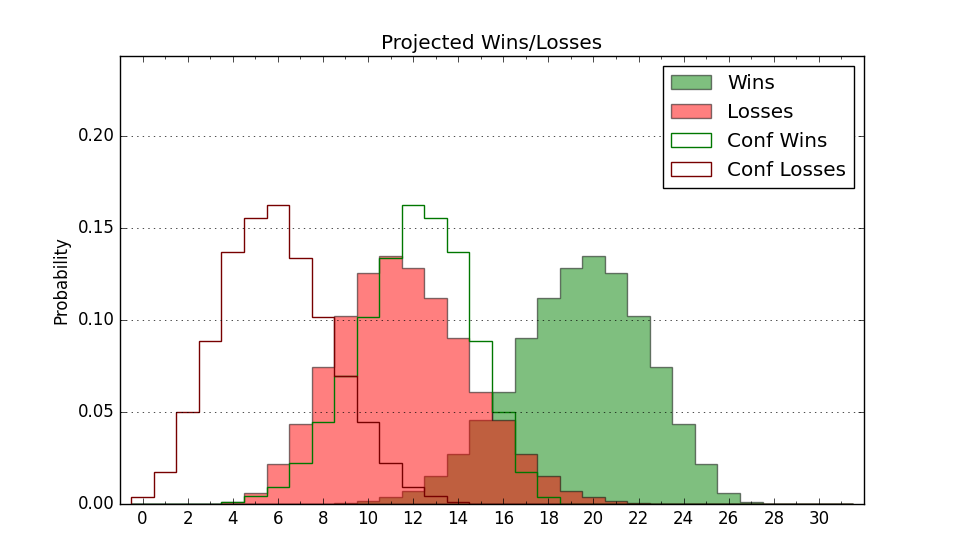 Projected Wins/Losses
Wins
Losses
Conf Wins
Conf Losses
0.20
0.15
0.10
0.05
0.00
Probability
0 2 4 6 8 10 12 14 16 18 20 22 24 26 28 30